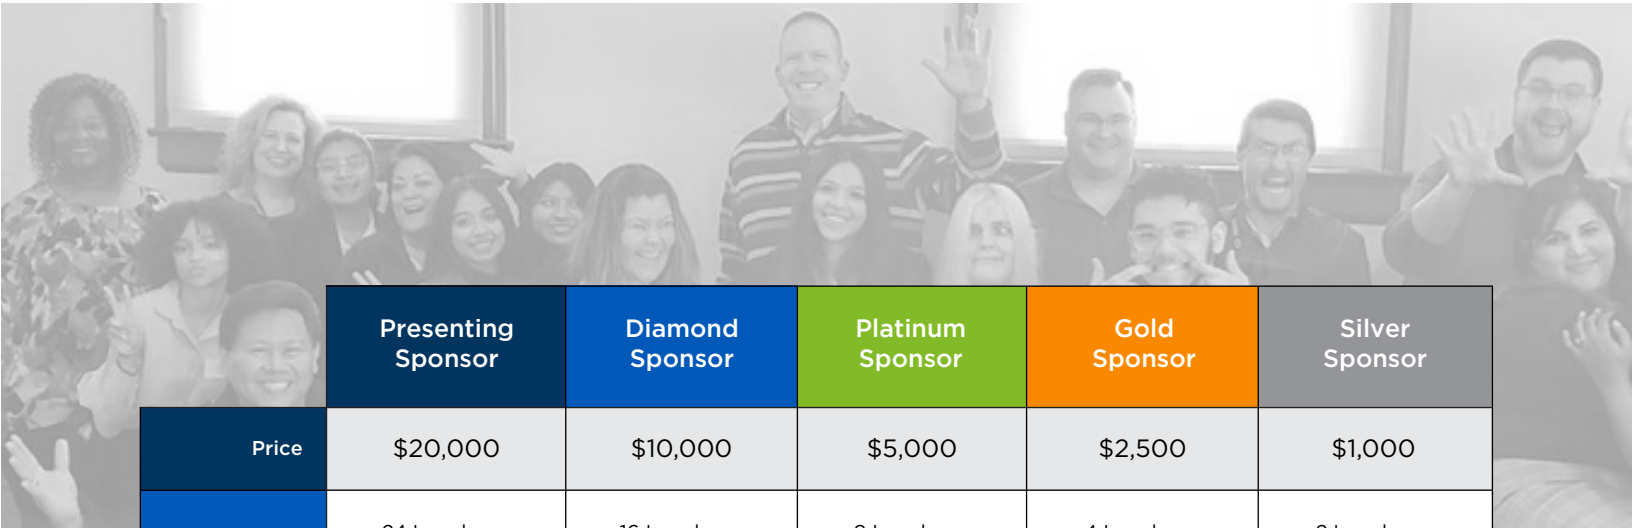 Presenting Sponsor
Diamond Sponsor
Platinum Sponsor
Gold Sponsor
Silver Sponsor
Price $20,000 $10,000 $5,000 $2,500 $1,000